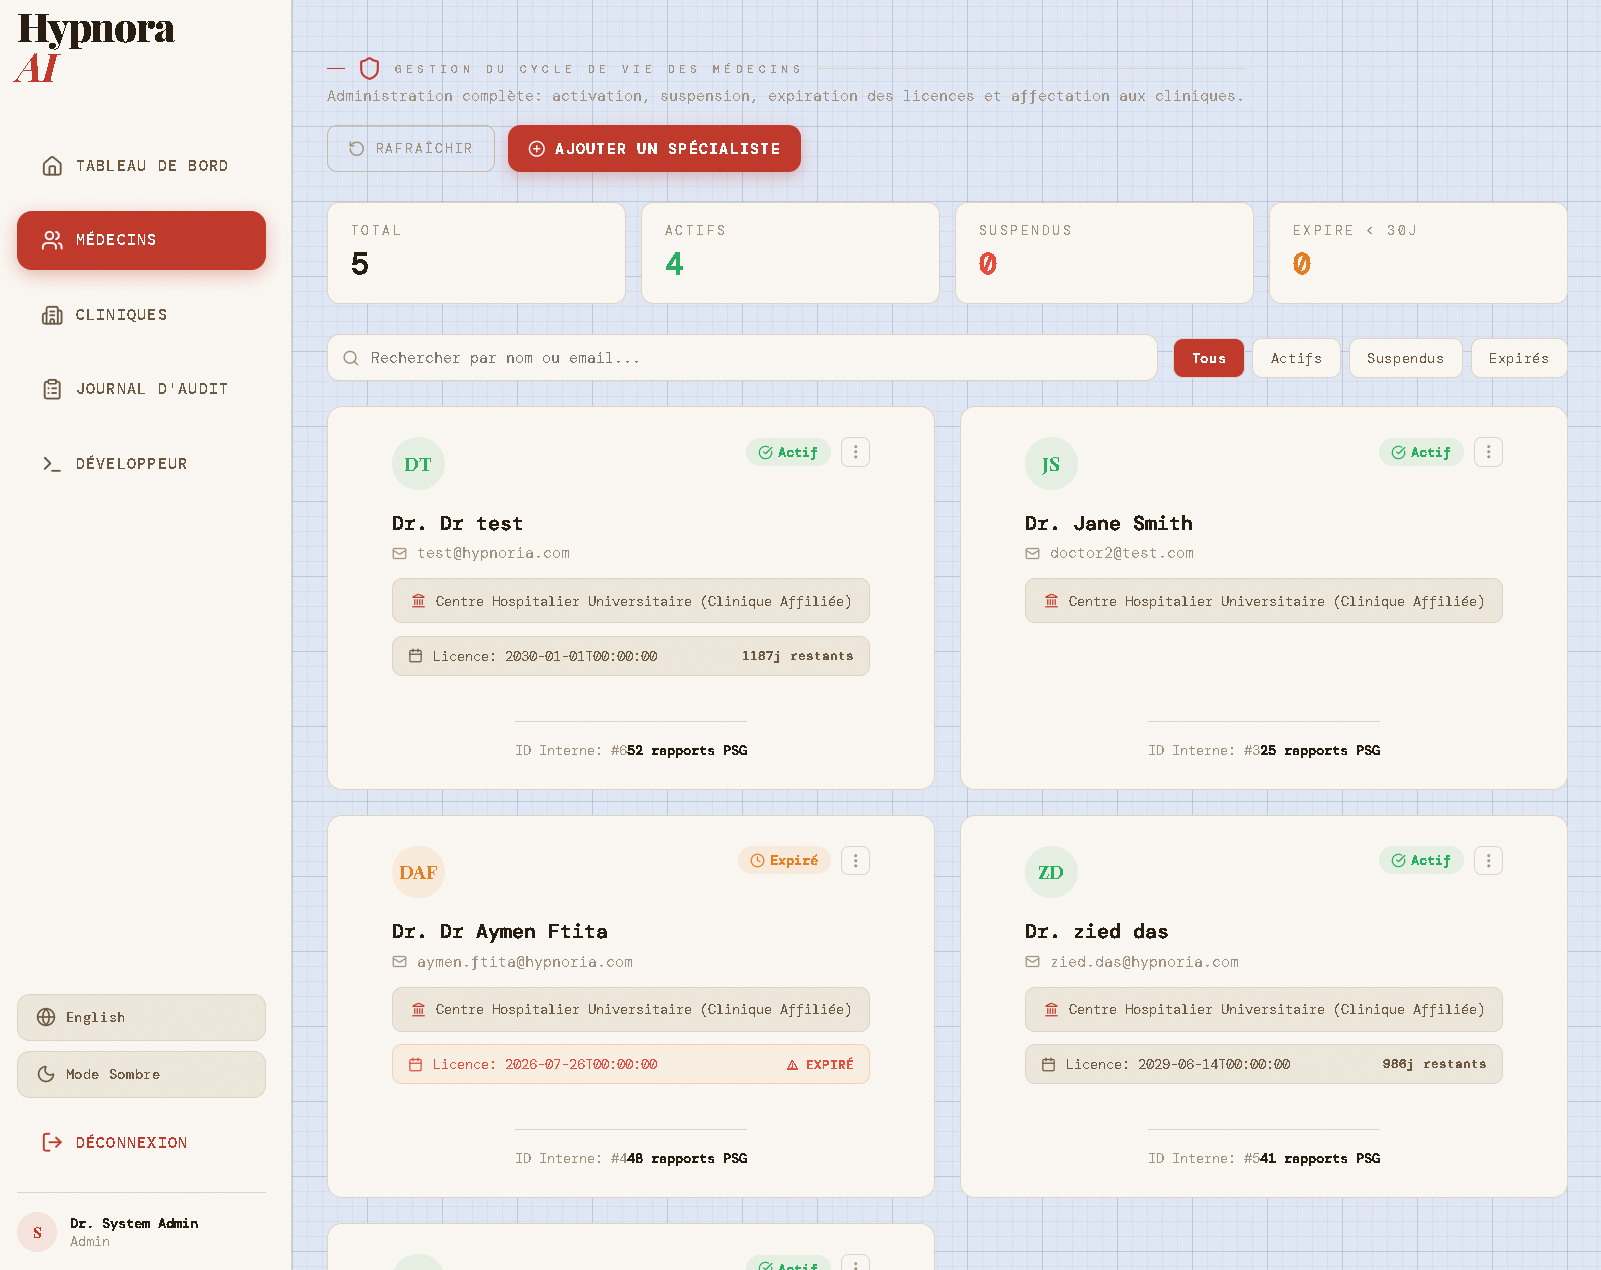 Hypnora
AI
TABLEAU DE BORD
MÉDECINS
CLINIQUES
JOURNAL D'AUDIT
DÉVELOPPEUR
English
Mode Sombre
DÉCONNEXION
S
Dr. System Admin
Admin
GESTION DU CYCLE DE VIE DES MÉDECINS
Administration complète: activation, suspension, expiration des licences et affectation aux cliniques.
RAFRAÎCHIR
AJOUTER UN SPÉCIALISTE
TOTAL
5
ACTIFS
4
SUSPENDUS
0
EXPIRE < 30J
0
Rechercher par nom ou email...
Tous
Actifs
Suspendus
Expirés
DT
Actif
Dr. Dr test
test@hypnoria.com
Centre Hospitalier Universitaire (Clinique Affiliée)
Licence: 2030-01-01T00:00:00 1187j restants
ID Interne: #652 rapports PSG
JS
Actif
Dr. Jane Smith
doctor2@test.com
Centre Hospitalier Universitaire (Clinique Affiliée)
ID Interne: #325 rapports PSG
DAF
Expiré
Dr. Dr Aymen Ftita
aymen.ftita@hypnoria.com
Centre Hospitalier Universitaire (Clinique Affiliée)
Licence: 2026-07-26T00:00:00 EXPIRÉ
ID Interne: #448 rapports PSG
ZD
Actif
Dr. zied das
zied.das@hypnoria.com
Centre Hospitalier Universitaire (Clinique Affiliée)
Licence: 2029-06-14T00:00:00 986j restants
ID Interne: #541 rapports PSG
Actif